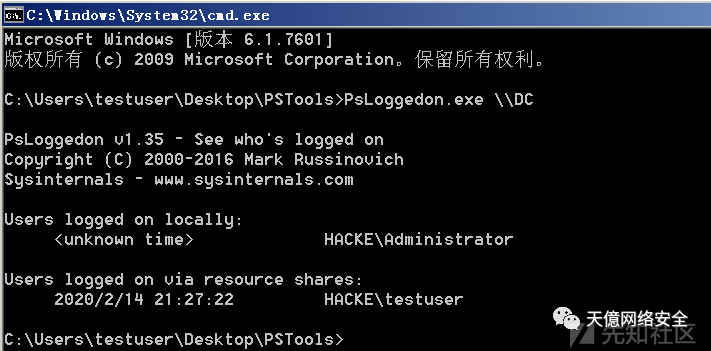 C:\Windows\System32\cmd.exe
Microsoft Windows [版本 6.1.7601]
版权所有 (c) 2009 Microsoft Corporation。保留所有权利。
C:\Users\testuser\Desktop\PSTools>PsLoggedon.exe \\DC
PsLoggedon v1.35 - See who's logged on
Copyright (C) 2000-2016 Mark Russinovich
Sysinternals - www.sysinternals.com
Users logged on locally:
<unknown time> HACKE\Administrator
Users logged on via resource shares:
2020/2/14 21:27:22 HACKE\testuser
C:\Users\testuser\Desktop\PSTools>
天億网络安全
先知社区